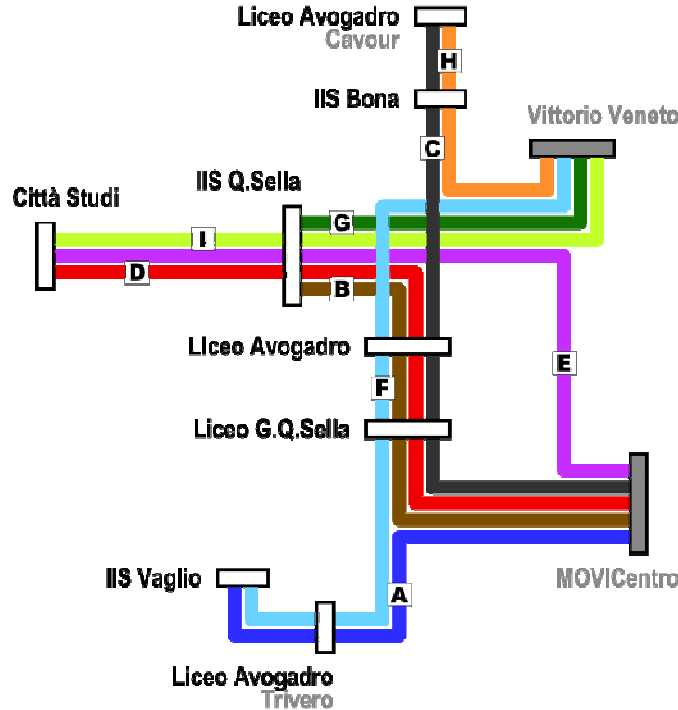 Liceo Avogadro
Cavour
H
IIS Bona
Vittorio Veneto
C
IIS Q.Sella
Città Studi
G
I
D
B
LIceo Avogadro
E
F
Liceo G.Q.Sella
IIS Vaglio
MOVICentro
A
Liceo Avogadro
Trivero